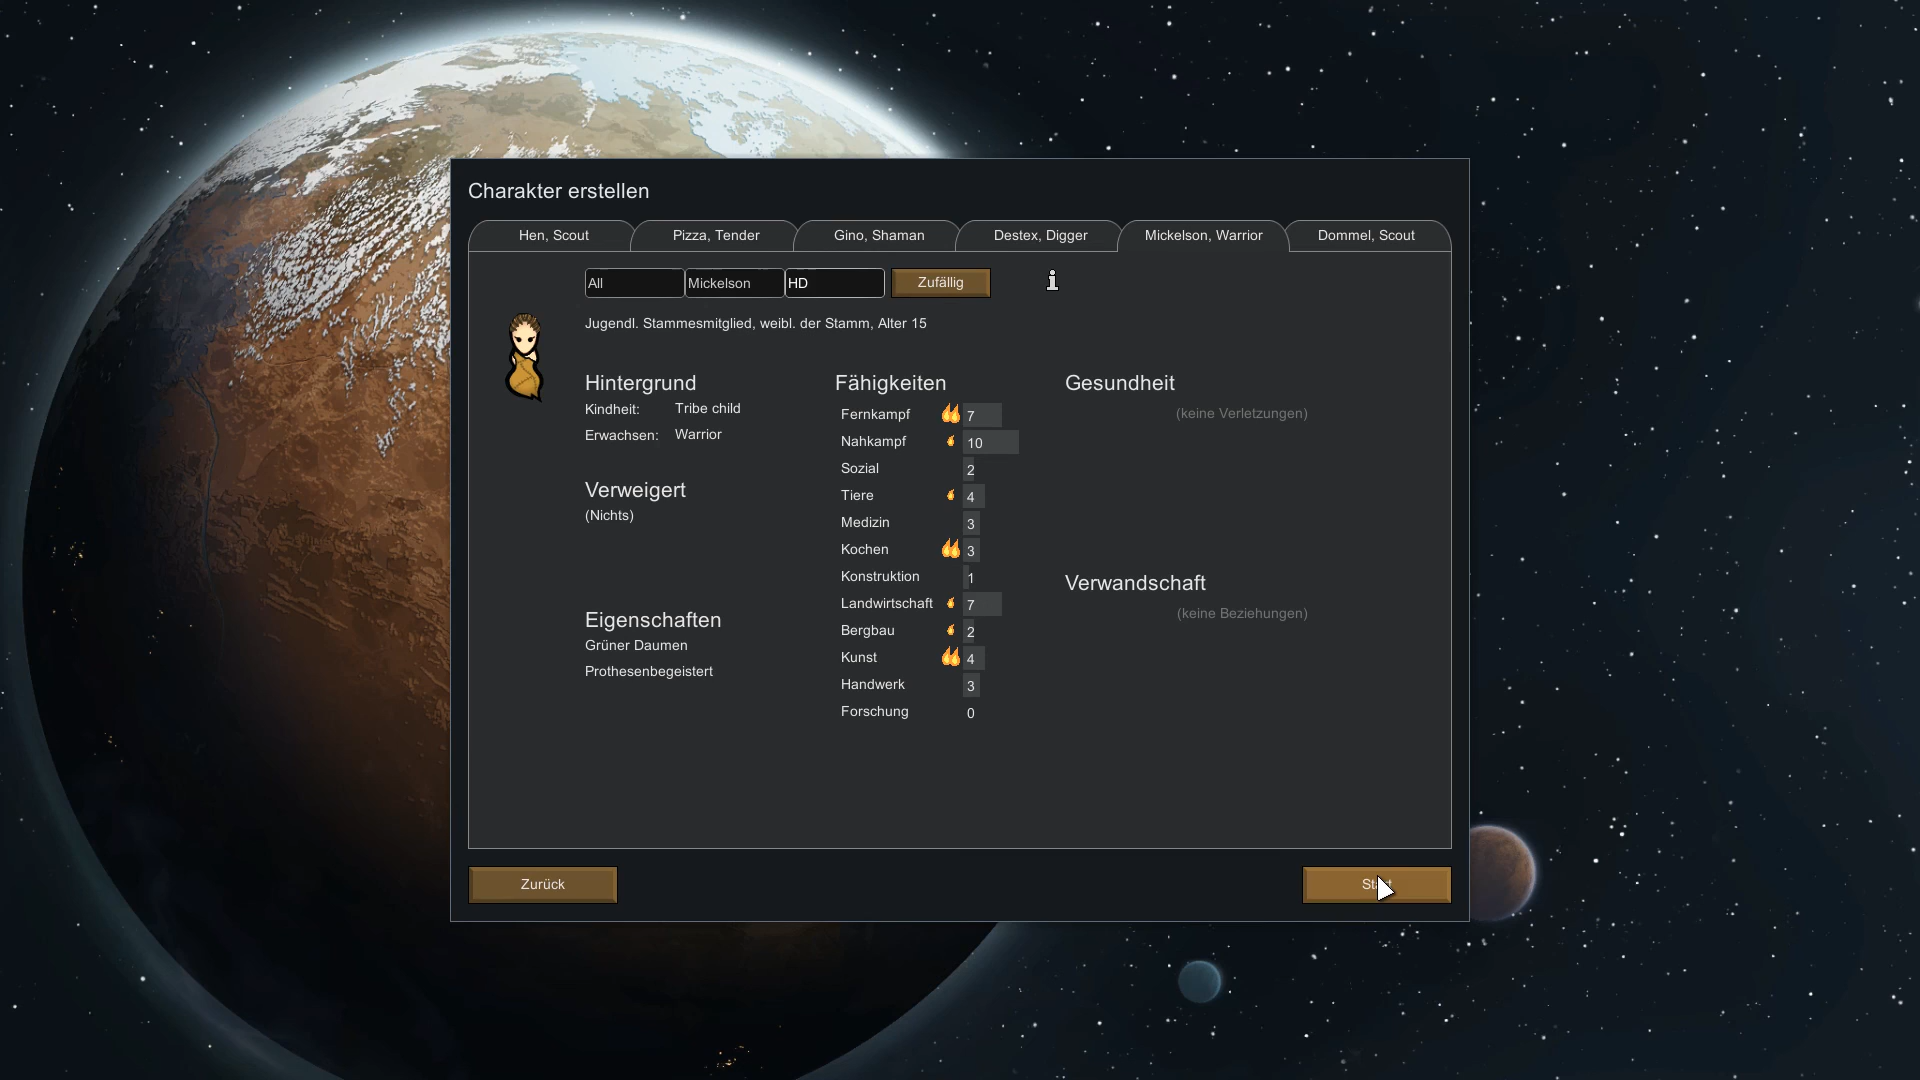 Charakter erstellen
Hen, Scout
Pizza, Tender
Gino, Shaman
Destex, Digger
Mickelson, Warrior
Dommel, Scout
All
Mickelson
HD
Zufällig
Jugendl. Stammesmitglied, weibl. der Stamm, Alter 15
Hintergrund
Kindheit: Tribe child
Erwachsen: Warrior
Verweigert
(Nichts)
Eigenschaften
Grüner Daumen
Prothesenbegeistert
Fähigkeiten
Fernkampf 7
Nahkampf 10
Sozial 2
Tiere 4
Medizin 3
Kochen 3
Konstruktion 1
Landwirtschaft 7
Bergbau 2
Kunst 4
Handwerk 3
Forschung 0
Gesundheit
(keine Verletzungen)
Verwandschaft
(keine Beziehungen)
Zurück